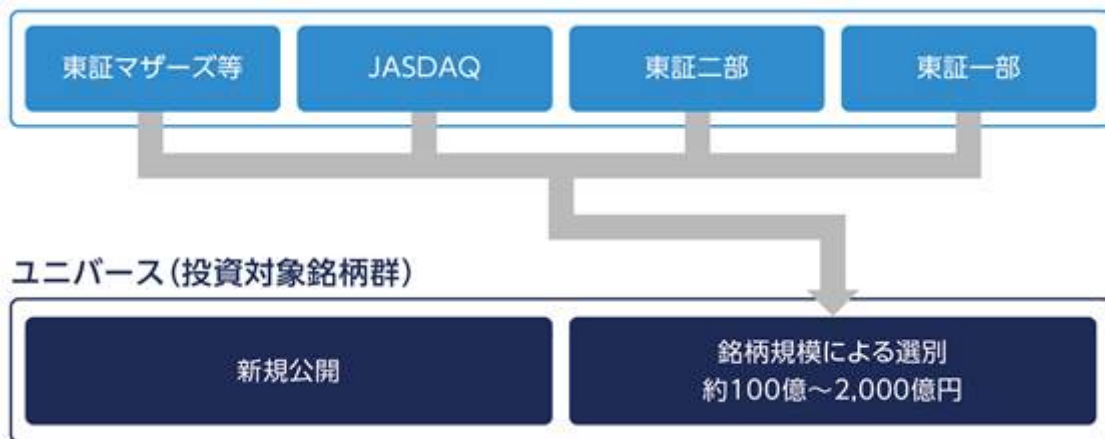 東証マザーズ等
JASDAQ
東証二部
東証一部
ユニバース(投資対象銘柄群)
新規公開
銘柄規模による選別
約100億～2,000億円